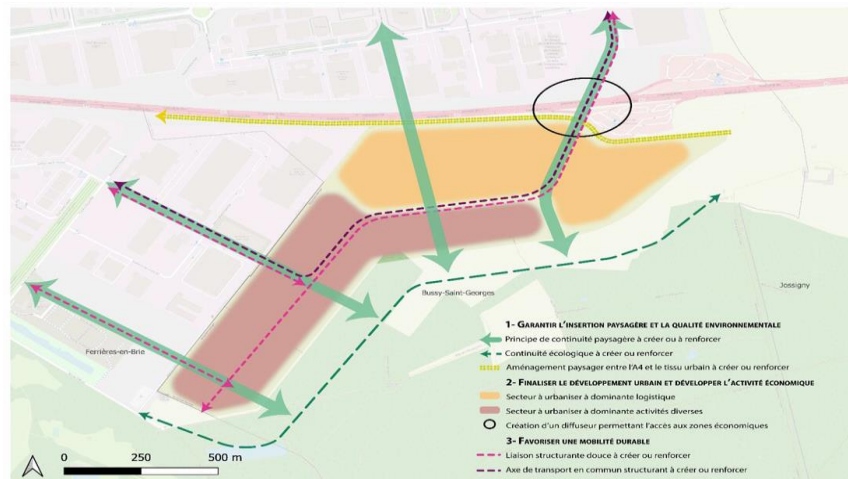 Jossigny
Bussy-Saint-Georges
Ferrières-en-Brie
1- GARANTIR L'INSERTION PAYSAGÈRE ET LA QUALITÉ ENVIRONNEMENTALE
Principe de continuité paysagère à créer ou à renforcer
Continuité écologique à créer ou renforcer
Aménagement paysager entre l'A4 et le tissu urbain à créer ou renforcer
2- FINALISER LE DÉVELOPPEMENT URBAIN ET DÉVELOPPER L'ACTIVITÉ ÉCONOMIQUE
Secteur à urbaniser à dominante logistique
Secteur à urbaniser à dominante activités diverses
Création d'un diffuseur permettant l'accès aux zones économiques
3- FAVORISER UNE MOBILITÉ DURABLE
Liaison structurante douce à créer ou renforcer
Axe de transport en commun structurant à créer ou renforcer
0 250 500 m